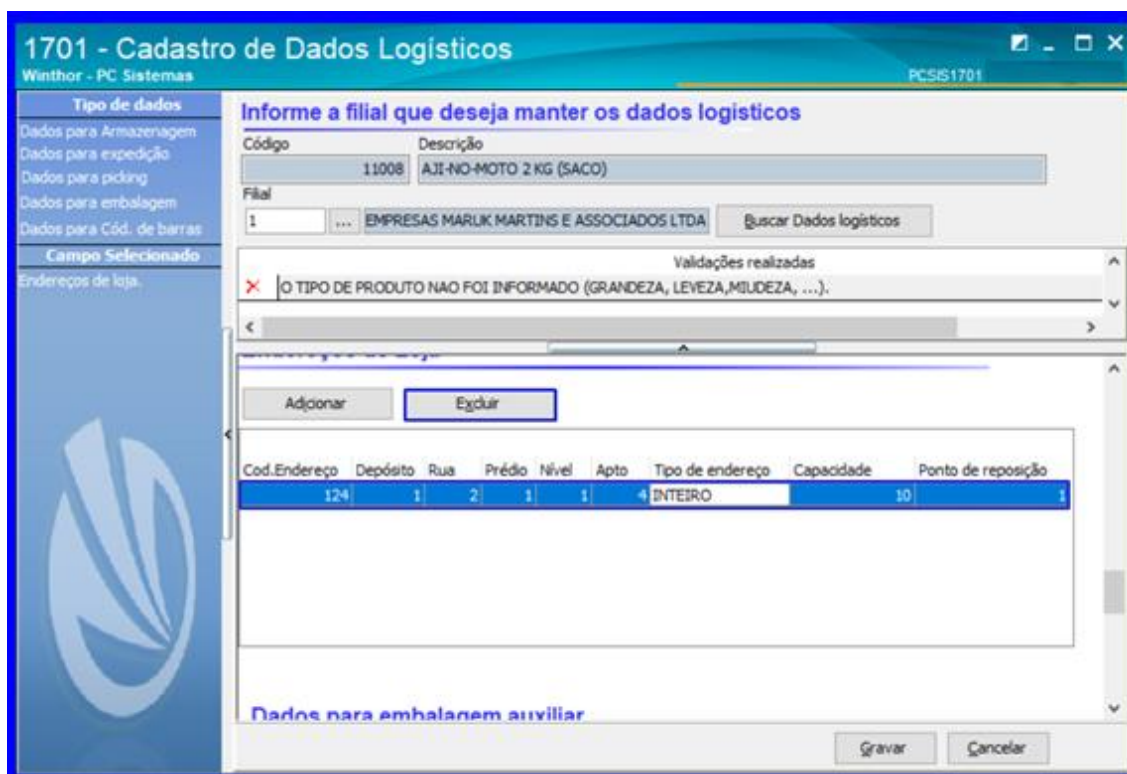 1701 - Cadastro de Dados Logísticos
Winthor - PC Sistemas
PCSIS1701
Tipo de dados
Dados para Armazenagem
Dados para expedição
Dados para picking
Dados para embalagem
Dados para Cód. de barras
Campo Selecionado
Endereços de loja.
Informe a filial que deseja manter os dados logísticos
Código Descrição
11008 AJI-NO-MOTO 2 KG (SACO)
Filial
1 ... EMPRESAS MARUK MARTINS E ASSOCIADOS LTDA Buscar Dados logísticos
Validações realizadas
O TIPO DE PRODUTO NAO FOI INFORMADO (GRANDEZA, LEVEZA,MIUDEZA, ...).
Adicionar Excluir
Cod.Endereço Depósito Rua Prédio Nível Apto Tipo de endereço Capacidade Ponto de reposição
124 1 2 1 1 4 INTEIRO 10 1
Dados para embalagem auxiliar
Gravar Cancelar